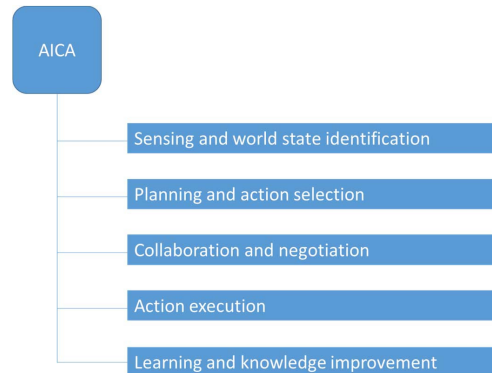 AICA
Sensing and world state identification
Planning and action selection
Collaboration and negotiation
Action execution
Learning and knowledge improvement